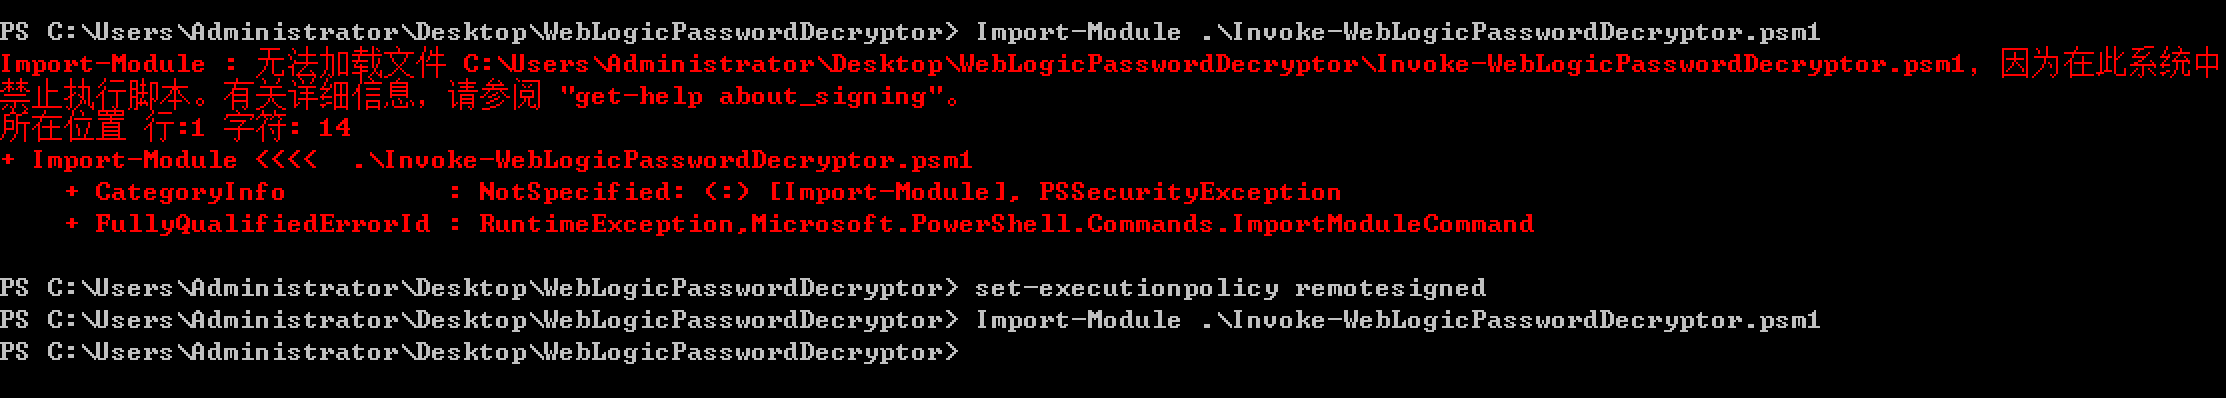 PS C:\Users\Administrator\Desktop\WebLogicPasswordDecryptor> Import-Module .\Invoke-WebLogicPasswordDecryptor.psm1
Import-Module : 无法加载文件 C:\Users\Administrator\Desktop\WebLogicPasswordDecryptor\Invoke-WebLogicPasswordDecryptor.psm1，因为在此系统中
禁止执行脚本。有关详细信息，请参阅 "get-help about_signing"。
所在位置 行:1 字符: 14
+ Import-Module <<<<  .\Invoke-WebLogicPasswordDecryptor.psm1
    + CategoryInfo          : NotSpecified: (:) [Import-Module], PSSecurityException
    + FullyQualifiedErrorId : RuntimeException,Microsoft.PowerShell.Commands.ImportModuleCommand
PS C:\Users\Administrator\Desktop\WebLogicPasswordDecryptor> set-executionpolicy remotesigned
PS C:\Users\Administrator\Desktop\WebLogicPasswordDecryptor> Import-Module .\Invoke-WebLogicPasswordDecryptor.psm1
PS C:\Users\Administrator\Desktop\WebLogicPasswordDecryptor>